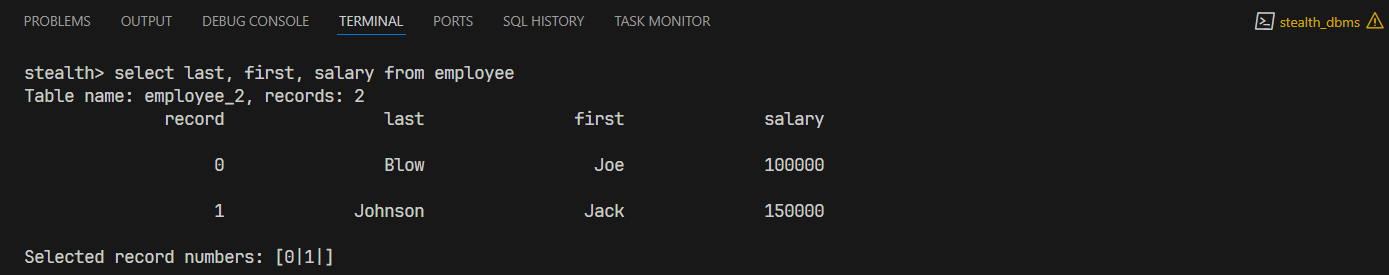 PROBLEMS OUTPUT DEBUG CONSOLE TERMINAL PORTS SQL HISTORY TASK MONITOR stealth_dbms
stealth> select last, first, salary from employee
Table name: employee_2, records: 2
record last first salary
0 Blow Joe 100000
1 Johnson Jack 150000
Selected record numbers: [0|1|]